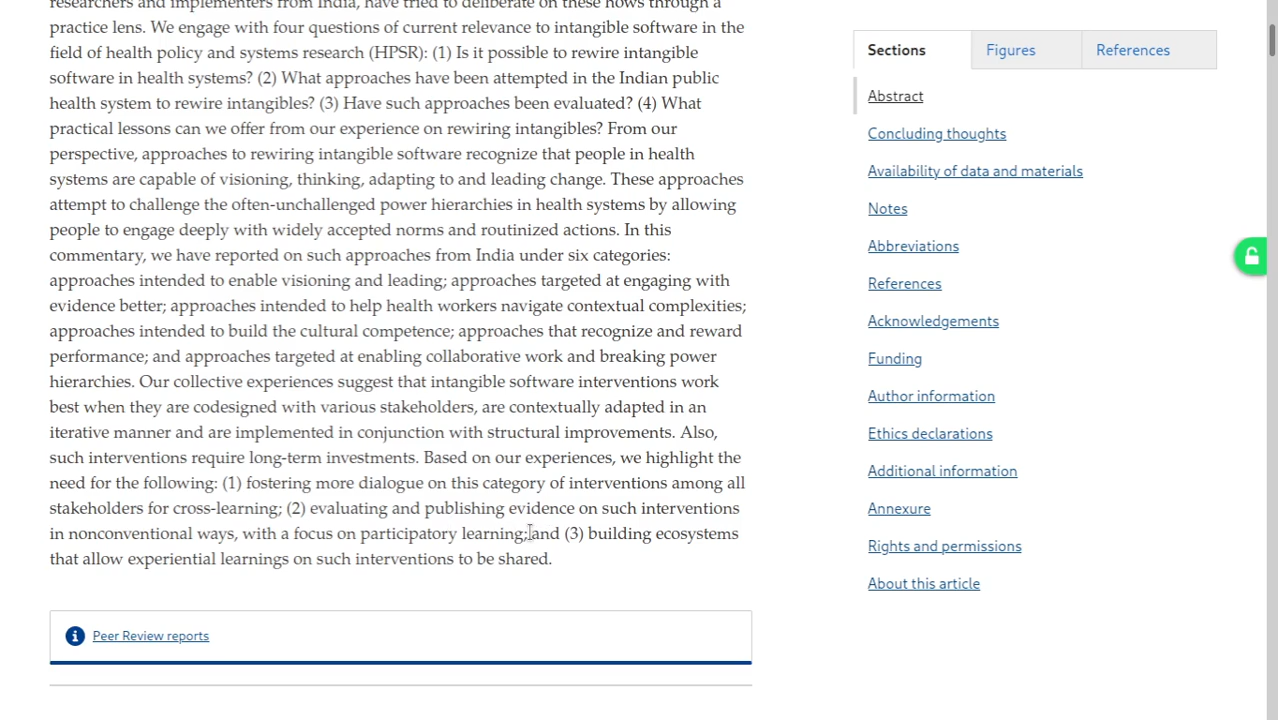 researchers and implementers from India, have tried to deliberate on these hows through a
practice lens. We engage with four questions of current relevance to intangible software in the
field of health policy and systems research (HPSR): (1) Is it possible to rewire intangible
software in health systems? (2) What approaches have been attempted in the Indian public
health system to rewire intangibles? (3) Have such approaches been evaluated? (4) What
practical lessons can we offer from our experience on rewiring intangibles? From our
perspective, approaches to rewiring intangible software recognize that people in health
systems are capable of visioning, thinking, adapting to and leading change. These approaches
attempt to challenge the often-unchallenged power hierarchies in health systems by allowing
people to engage deeply with widely accepted norms and routinized actions. In this
commentary, we have reported on such approaches from India under six categories:
approaches intended to enable visioning and leading; approaches targeted at engaging with
evidence better; approaches intended to help health workers navigate contextual complexities;
approaches intended to build the cultural competence; approaches that recognize and reward
performance; and approaches targeted at enabling collaborative work and breaking power
hierarchies. Our collective experiences suggest that intangible software interventions work
best when they are codesigned with various stakeholders, are contextually adapted in an
iterative manner and are implemented in conjunction with structural improvements. Also,
such interventions require long-term investments. Based on our experiences, we highlight the
need for the following: (1) fostering more dialogue on this category of interventions among all
stakeholders for cross-learning; (2) evaluating and publishing evidence on such interventions
in nonconventional ways, with a focus on participatory learning; and (3) building ecosystems
that allow experiential learnings on such interventions to be shared.
Peer Review reports
Sections Figures References
Abstract
Concluding thoughts
Availability of data and materials
Notes
Abbreviations
References
Acknowledgements
Funding
Author information
Ethics declarations
Additional information
Annexure
Rights and permissions
About this article